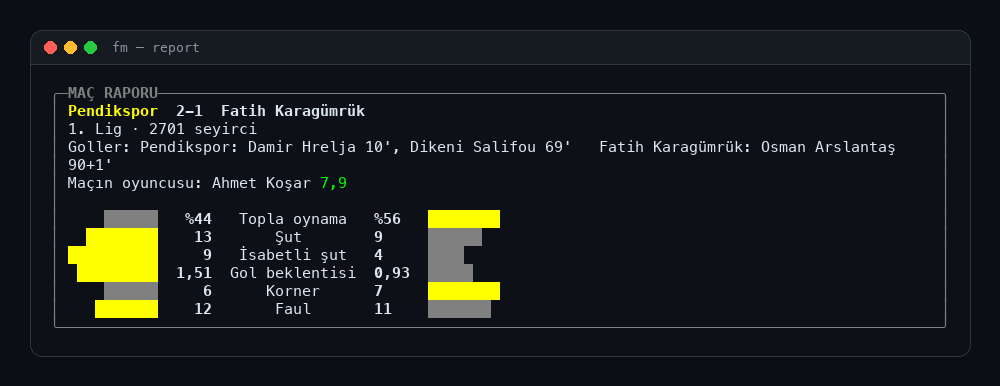 fm — report
MAÇ RAPORU
Pendikspor 2–1 Fatih Karagümrük
1. Lig · 2701 seyirci
Goller: Pendikspor: Damir Hrelja 10', Dikeni Salifou 69' Fatih Karagümrük: Osman Arslantaş
90+1'
Maçın oyuncusu: Ahmet Koşar 7,9
%44 Topla oynama %56
13 Şut 9
9 İsabetli şut 4
1,51 Gol beklentisi 0,93
6 Korner 7
12 Faul 11